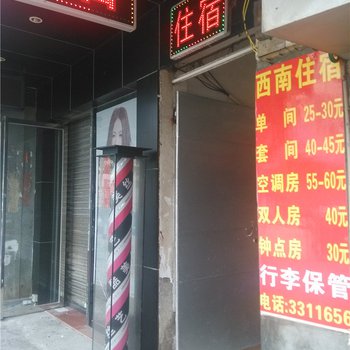 住宿
西南住宿
单 间 25-30元
套 间 40-45元
空调房 55-60元
双人房 40元
钟点房 30元
行李保管
电话:3311656